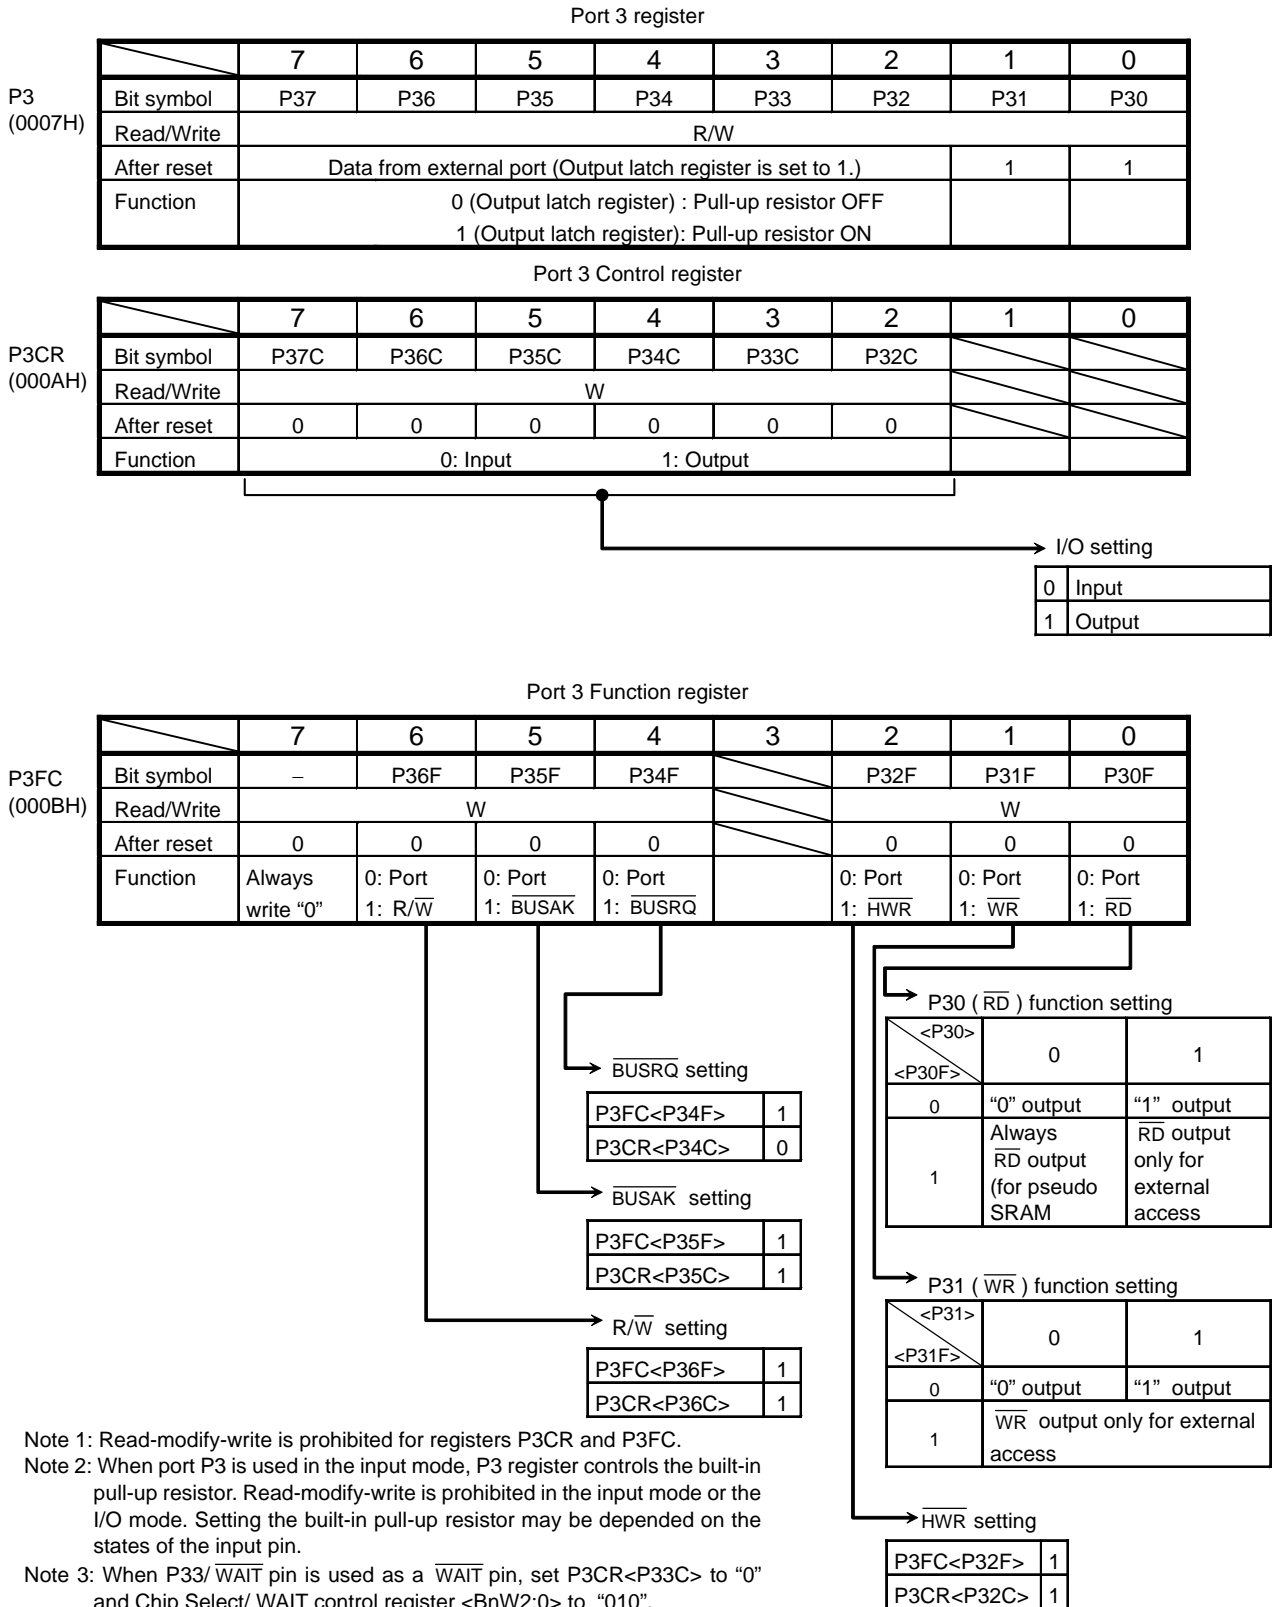 Port 3 register
7 6 5 4 3 2 1 0
P3
(0007H)
Bit symbol P37 P36 P35 P34 P33 P32 P31 P30
Read/Write R/W
After reset Data from external port (Output latch register is set to 1.) 1 1
Function 0 (Output latch register) : Pull-up resistor OFF
1 (Output latch register): Pull-up resistor ON
Port 3 Control register
7 6 5 4 3 2 1 0
P3CR
(000AH)
Bit symbol P37C P36C P35C P34C P33C P32C
Read/Write W
After reset 0 0 0 0 0 0
Function 0: Input 1: Output
I/O setting
0 Input
1 Output
Port 3 Function register
7 6 5 4 3 2 1 0
P3FC
(000BH)
Bit symbol – P36F P35F P34F P32F P31F P30F
Read/Write W W
After reset 0 0 0 0 0 0 0
Function Always 0: Port 0: Port 0: Port 0: Port 0: Port 0: Port
write “0” 1: R/W̅ 1: B̅U̅S̅A̅K̅ 1: B̅U̅S̅R̅Q̅ 1: H̅W̅R̅ 1: W̅R̅ 1: R̅D̅
B̅U̅S̅R̅Q̅ setting
P3FC<P34F> 1
P3CR<P34C> 0
B̅U̅S̅A̅K̅ setting
P3FC<P35F> 1
P3CR<P35C> 1
R/W̅ setting
P3FC<P36F> 1
P3CR<P36C> 1
P30 ( R̅D̅ ) function setting
<P30>
<P30F>
0 1
0 “0” output “1” output
1
Always
R̅D̅ output
(for pseudo
SRAM
R̅D̅ output
only for
external
access
P31 ( W̅R̅ ) function setting
<P31>
<P31F>
0 1
0 “0” output “1” output
1
W̅R̅ output only for external
access
H̅W̅R̅ setting
P3FC<P32F> 1
P3CR<P32C> 1
Note 1: Read-modify-write is prohibited for registers P3CR and P3FC.
Note 2: When port P3 is used in the input mode, P3 register controls the built-in
pull-up resistor. Read-modify-write is prohibited in the input mode or the
I/O mode. Setting the built-in pull-up resistor may be depended on the
states of the input pin.
Note 3: When P33/ W̅A̅I̅T̅ pin is used as a W̅A̅I̅T̅ pin, set P3CR<P33C> to “0”
and Chip Select/ WAIT control register <BnW2:0> to “010”.